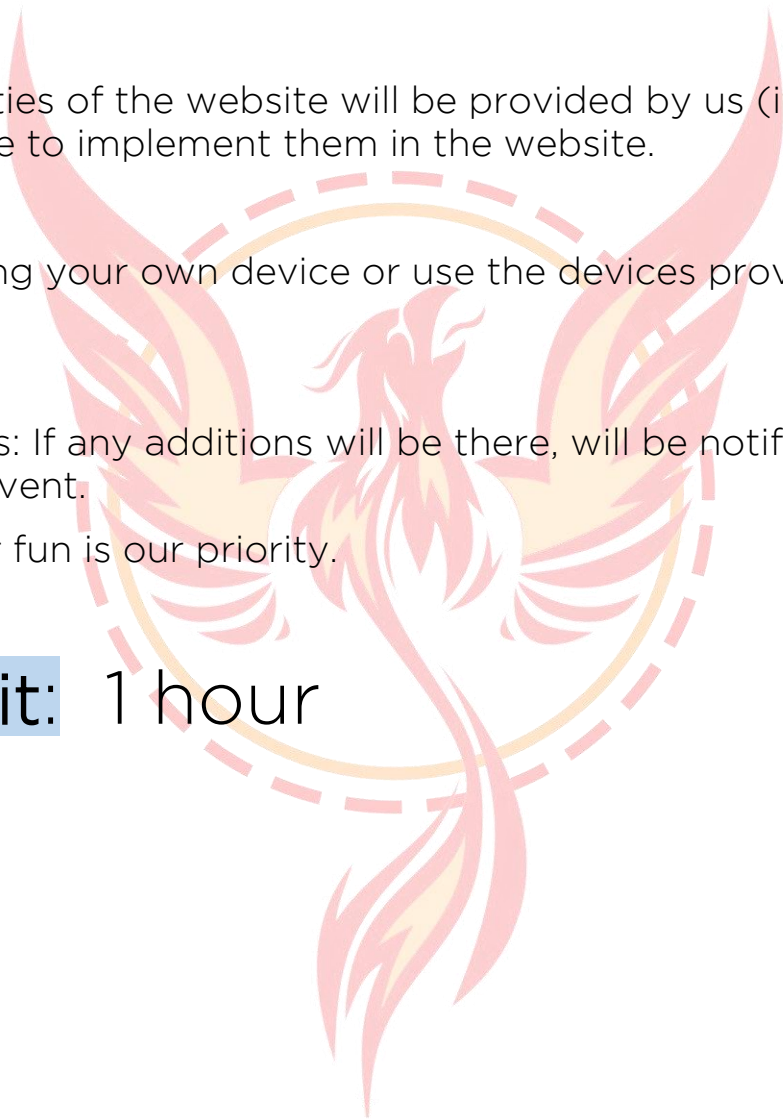 ties of the website will be provided by us (i
e to implement them in the website.
ng your own device or use the devices prov
s: If any additions will be there, will be notif
vent.
fun is our priority.
it: 1 hour